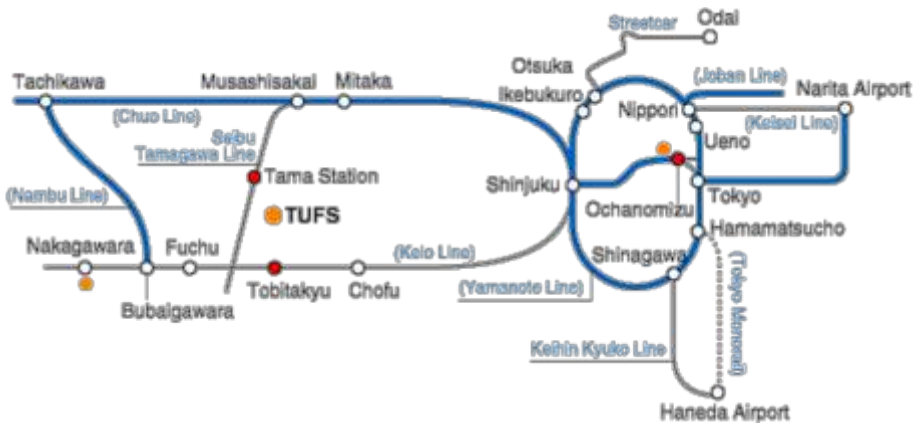 Streetcar
Odai
Otsuka
Tachikawa
Musashisakai
Mitaka
Ikebukuro
(Joban Line)
Narita Airport
(Chuo Line)
Nippori
(Keisei Line)
Seibu
Tamagawa Line
Ueno
Tama Station
Shinjuku
Tokyo
(Nambu Line)
Ochanomizu
TUFS
Hamamatsucho
Nakagawara
Fuchu
(Keio Line)
Shinagawa
(Tokyo Monorail)
Bubaigawara
Tobitakyu
Chofu
(Yamanote Line)
Keihin Kyuko Line
Haneda Airport